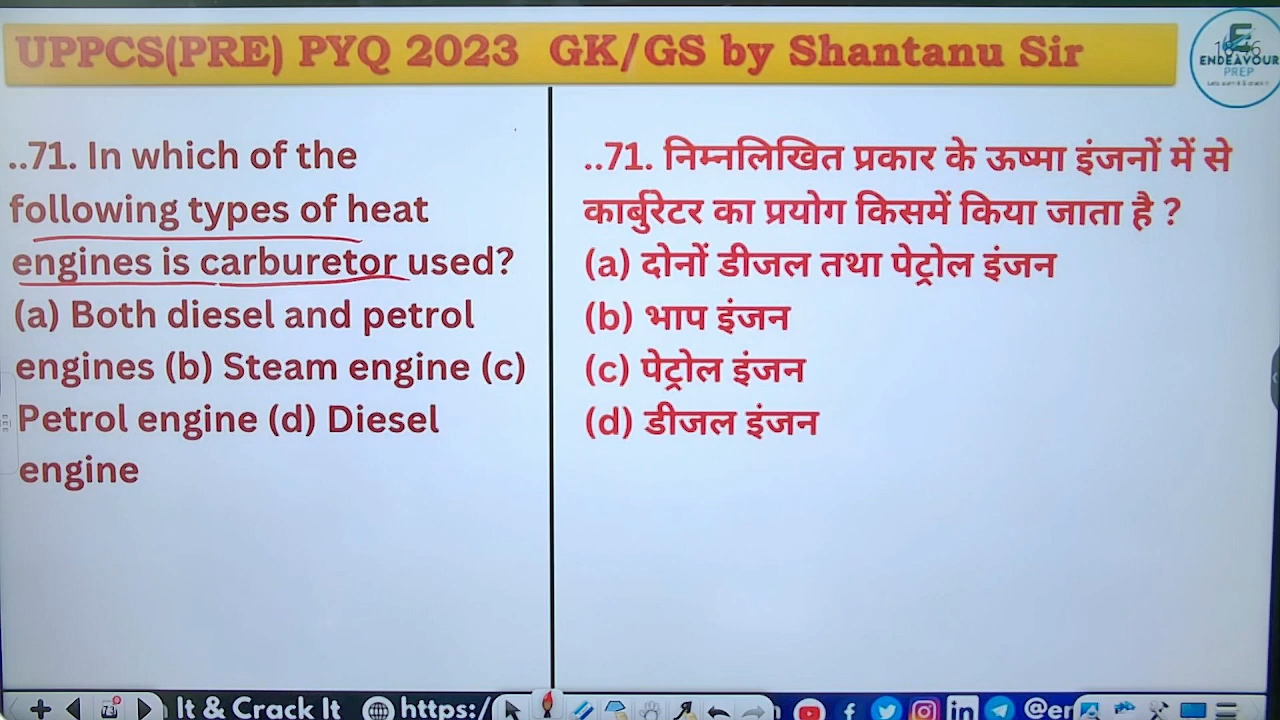 UPPCS(PRE) PYQ 2023 GK/GS by Shantanu Sir
16:46
ENDEAVOUR
PREP
..71. In which of the
following types of heat
engines is carburetor used?
(a) Both diesel and petrol
engines (b) Steam engine (c)
Petrol engine (d) Diesel
engine
..71. निम्नलिखित प्रकार के ऊष्मा इंजनों में से
कार्बुरेटर का प्रयोग किसमें किया जाता है ?
(a) दोनों डीजल तथा पेट्रोल इंजन
(b) भाप इंजन
(c) पेट्रोल इंजन
(d) डीजल इंजन
It & Crack It https:/ @er